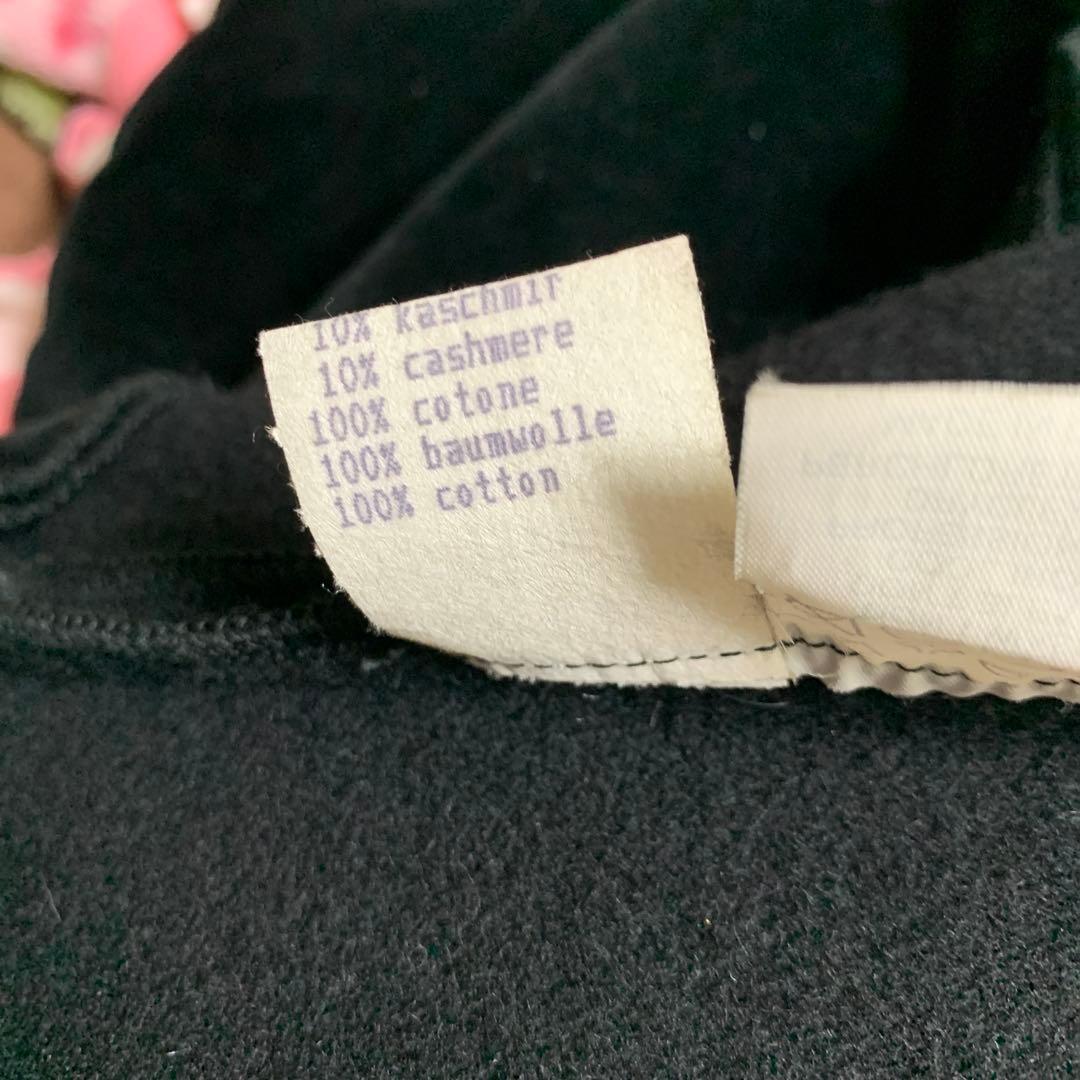 10% kaschmir
10% cashmere
100% cotone
100% baumwolle
100% cotton